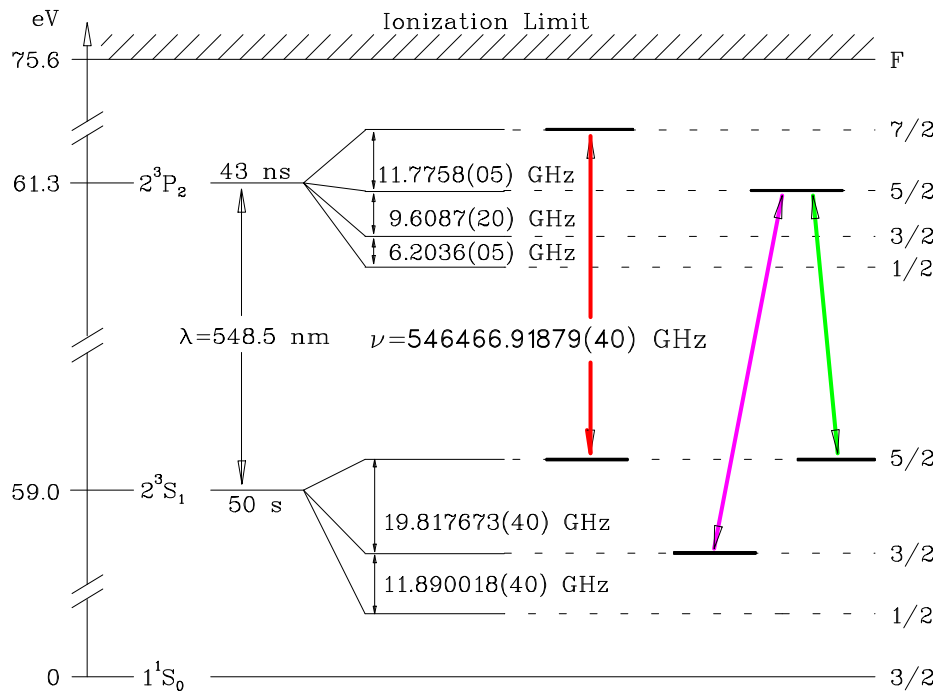 eV Ionization Limit
75.6 F
7/2
11.7758(05) GHz
43 ns
61.3 2³P₂ 5/2
9.6087(20) GHz
3/2
6.2036(05) GHz
1/2
λ=548.5 nm ν=546466.91879(40) GHz
5/2
59.0 2³S₁
50 s
19.817673(40) GHz
3/2
11.890018(40) GHz
1/2
0 1¹S₀ 3/2